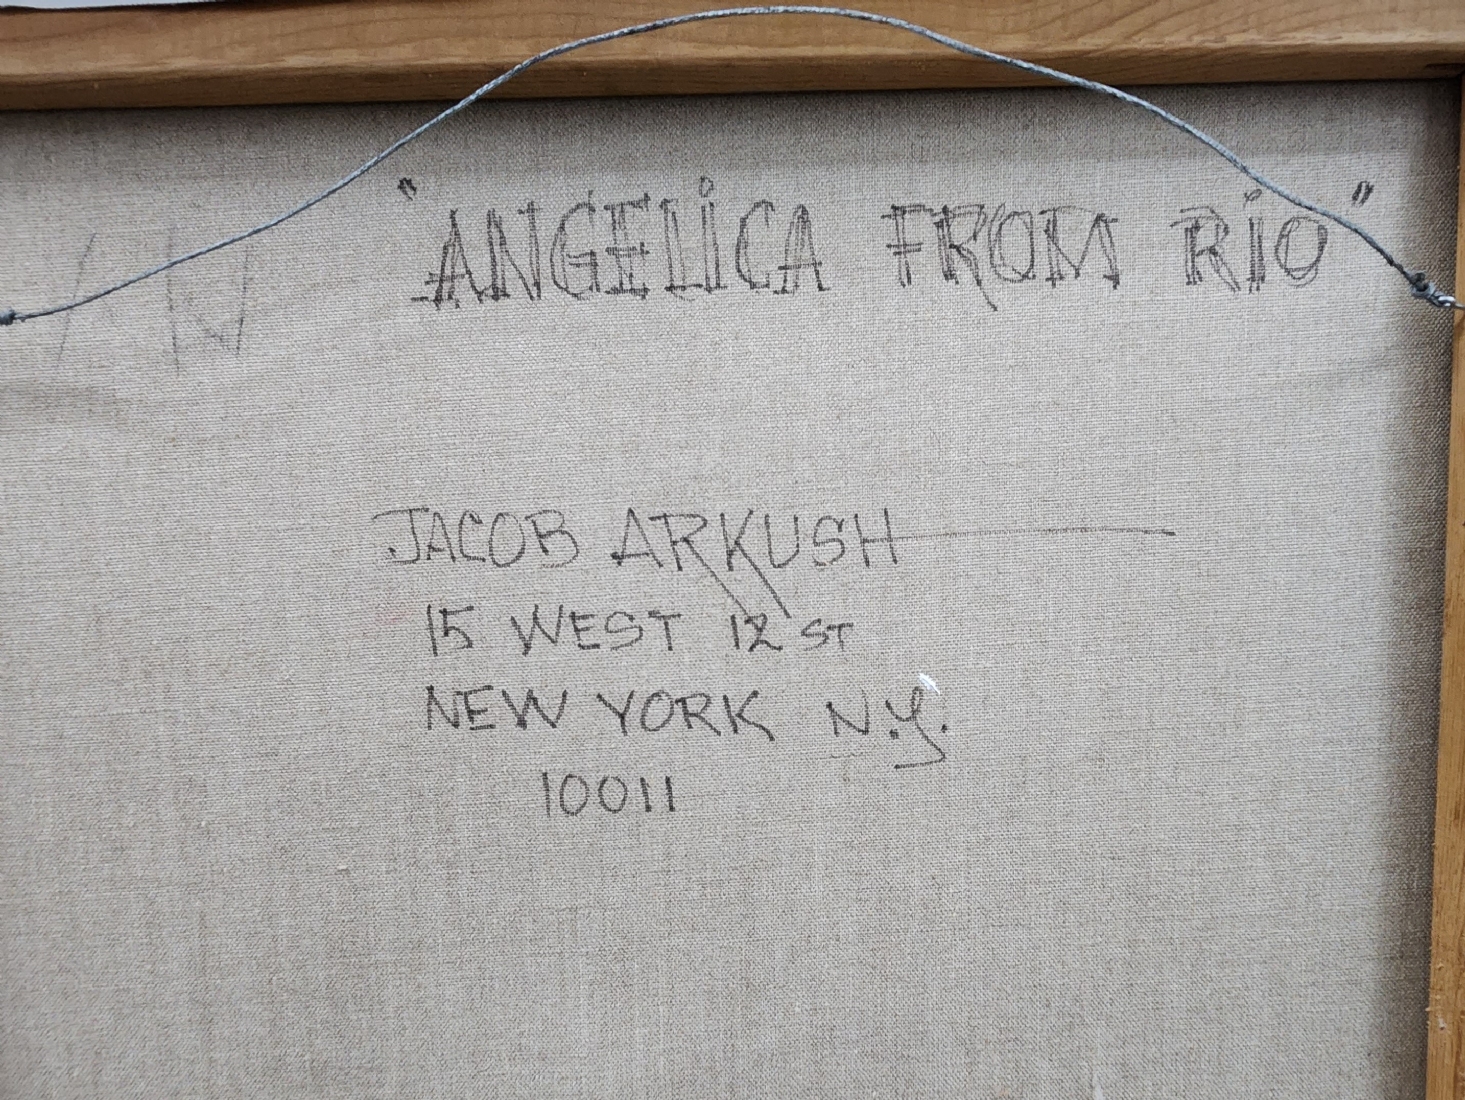 "ANGELICA FROM RIO"
JACOB ARKUSH
15 WEST 12 ST
NEW YORK N.Y.
10011